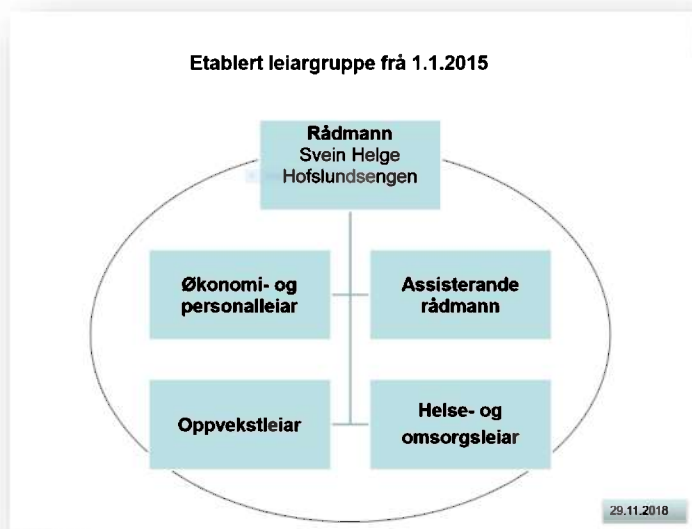 Etablert leiargruppe frå 1.1.2015
Rådmann
Svein Helge
Hofslundsengen
Økonomi- og
personalleiar
Assisterande
rådmann
Oppvekstleiar
Helse- og
omsorgsleiar
29.11.2018